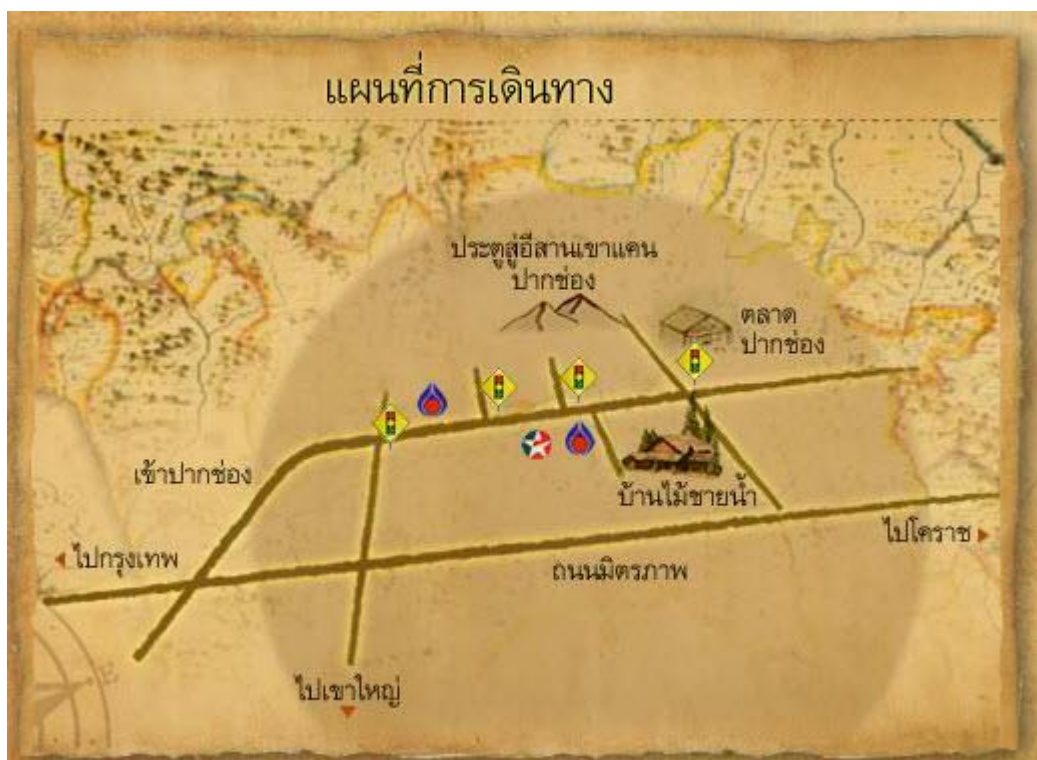 แผนที่การเดินทาง
ประตูสู่อีสานเขาแคน
ปากช่อง
ตลาด
ปากช่อง
เข้าปากช่อง
บ้านไม้ชายน้ำ
ไปโคราช
ไปกรุงเทพ
ถนนมิตรภาพ
ไปเขาใหญ่